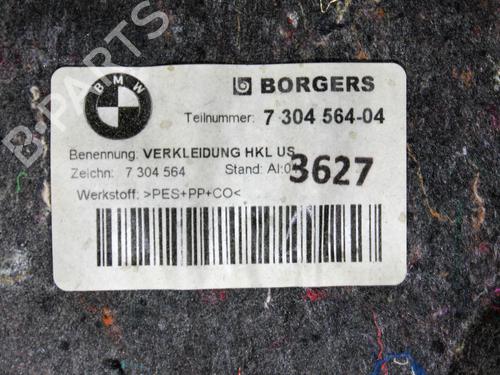 BMW
BORGERS
Teilnummer: 7 304 564-04
Benennung: VERKLEIDUNG HKL US
Zeichn: 7 304 564 Stand: AI:0
3627
Werkstoff: >PES+PP+CO<
B-PARTS